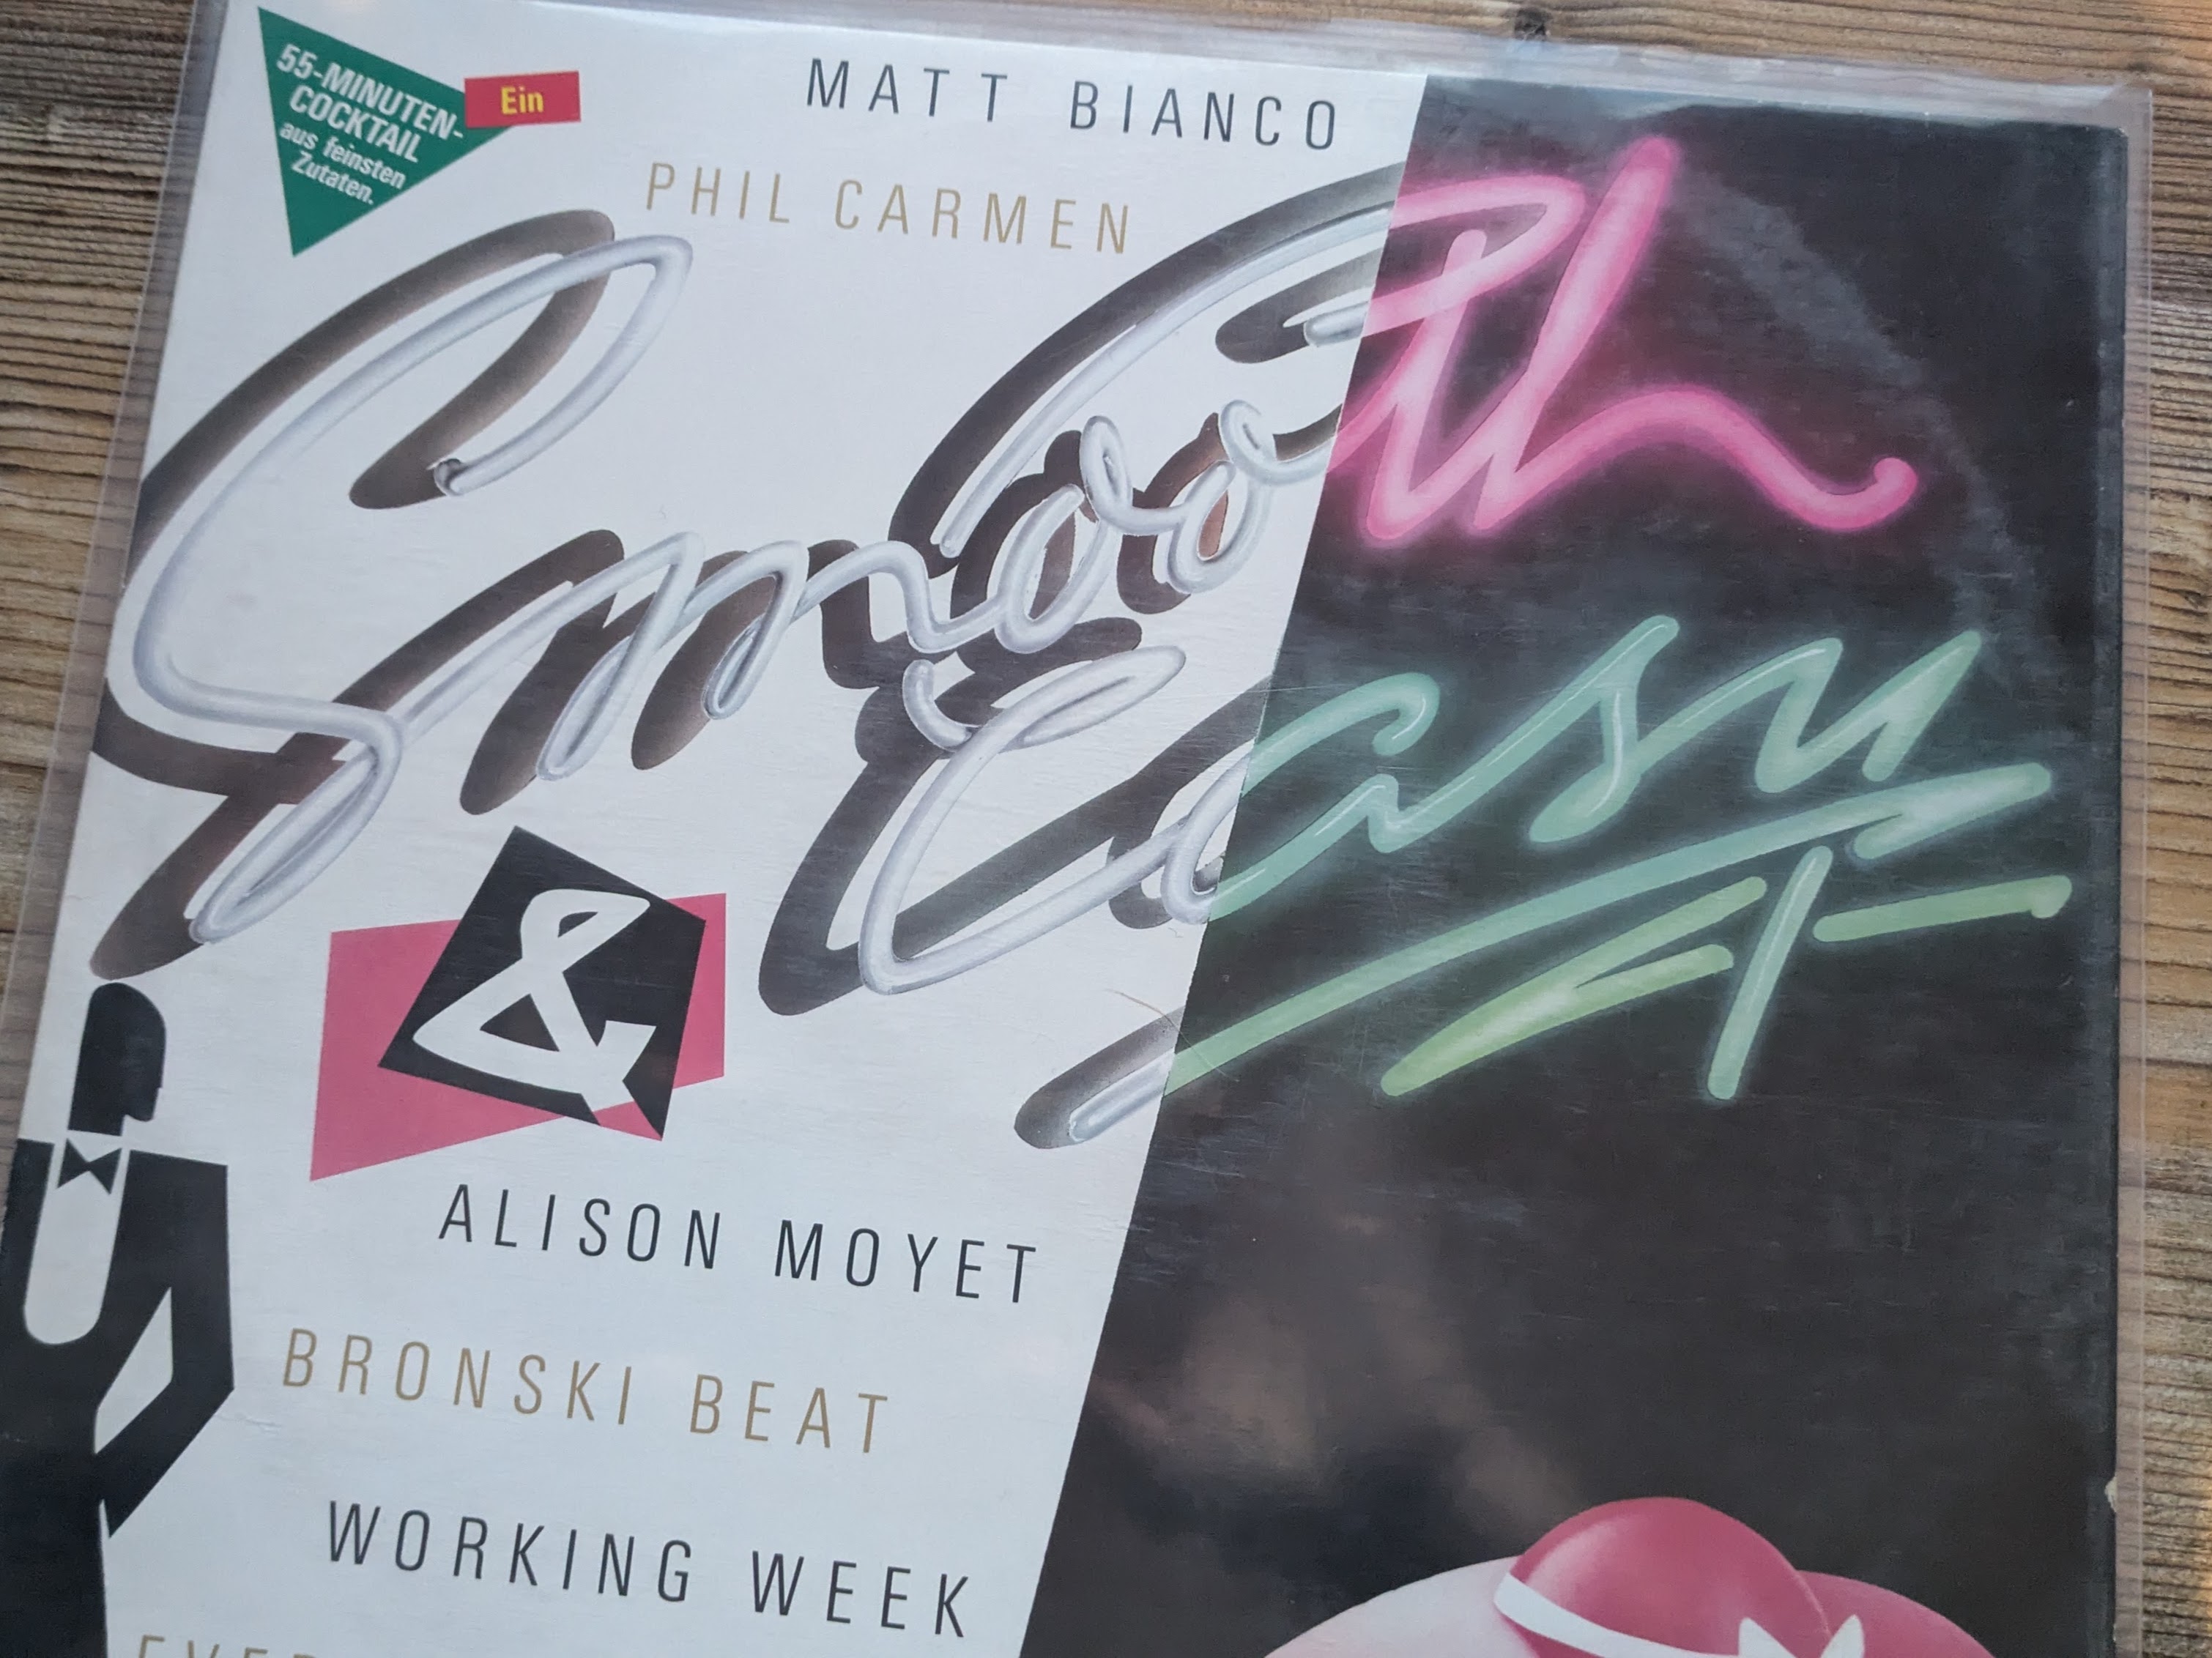 Ein
55-MINUTEN-
COCKTAIL
aus feinsten
Zutaten.
MATT BIANCO
PHIL CARMEN
Smooth
&
Easy
ALISON MOYET
BRONSKI BEAT
WORKING WEEK